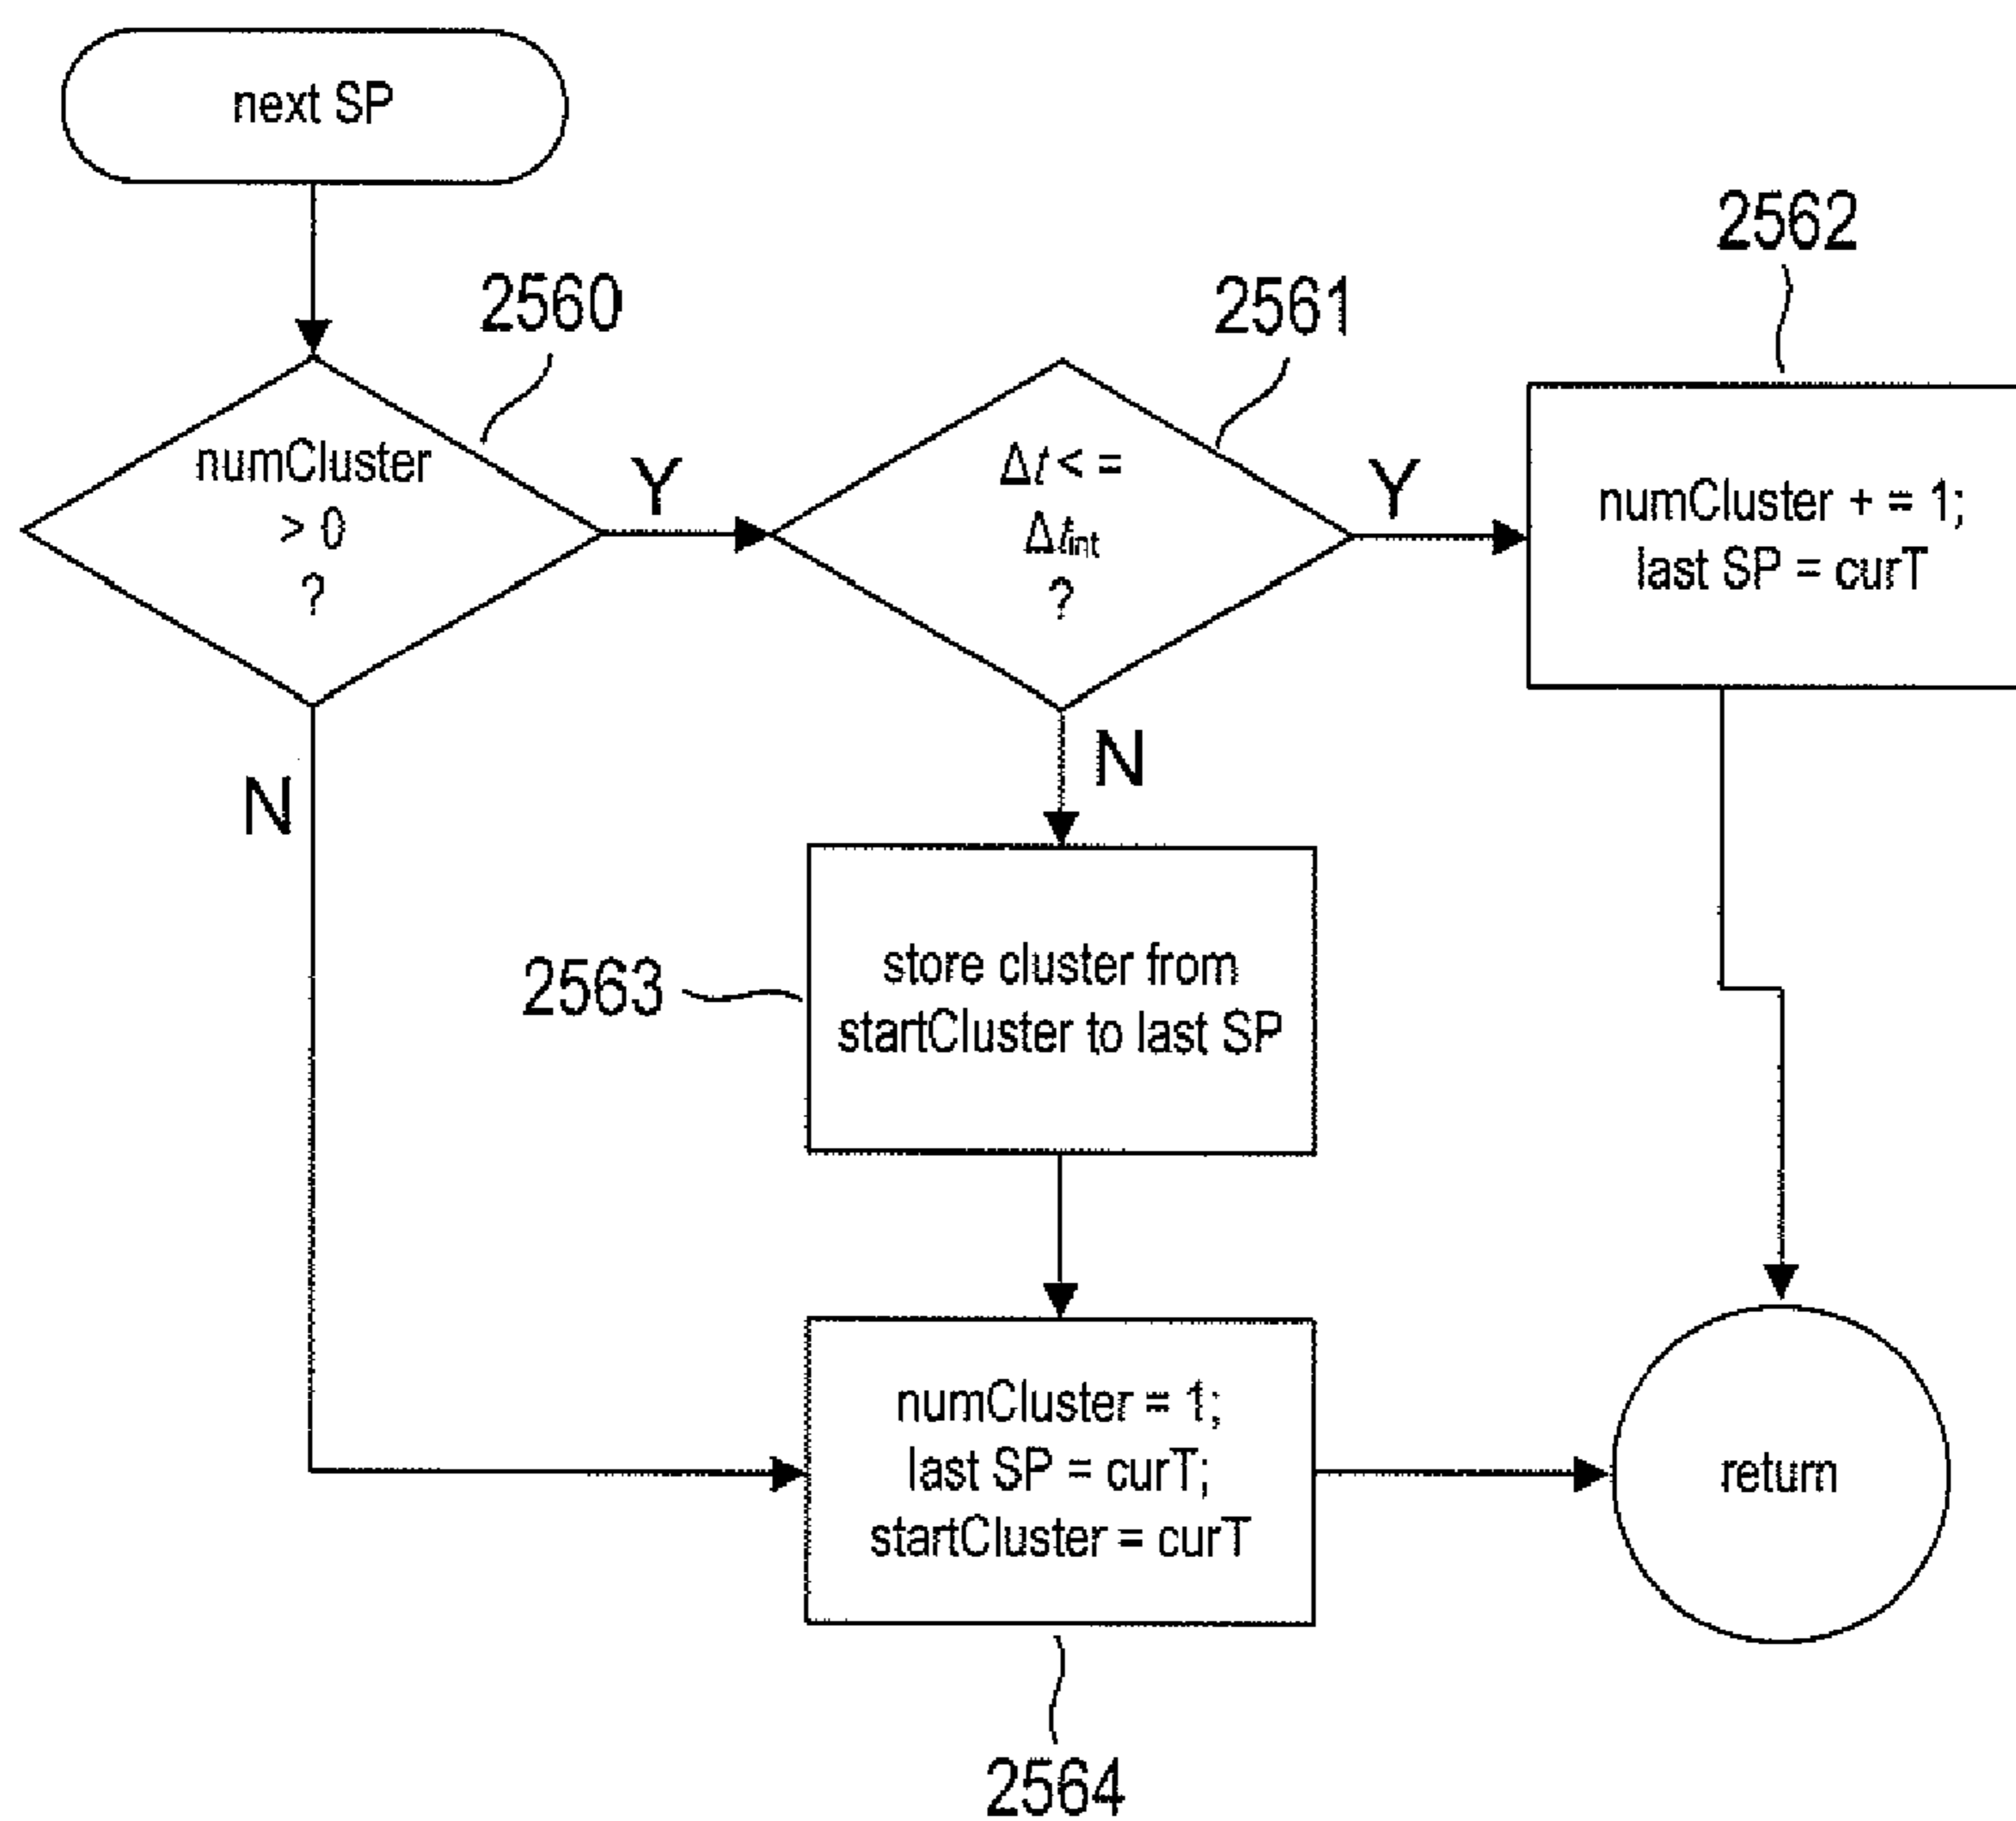 next SP
2560
2561
2562
numCluster
> 0
?
Y
Δt < =
Δtint
?
Y
numCluster + = 1;
last SP = curT
N
N
2563
store cluster from
startCluster to last SP
numCluster = 1;
last SP = curT;
startCluster = curT
return
2564